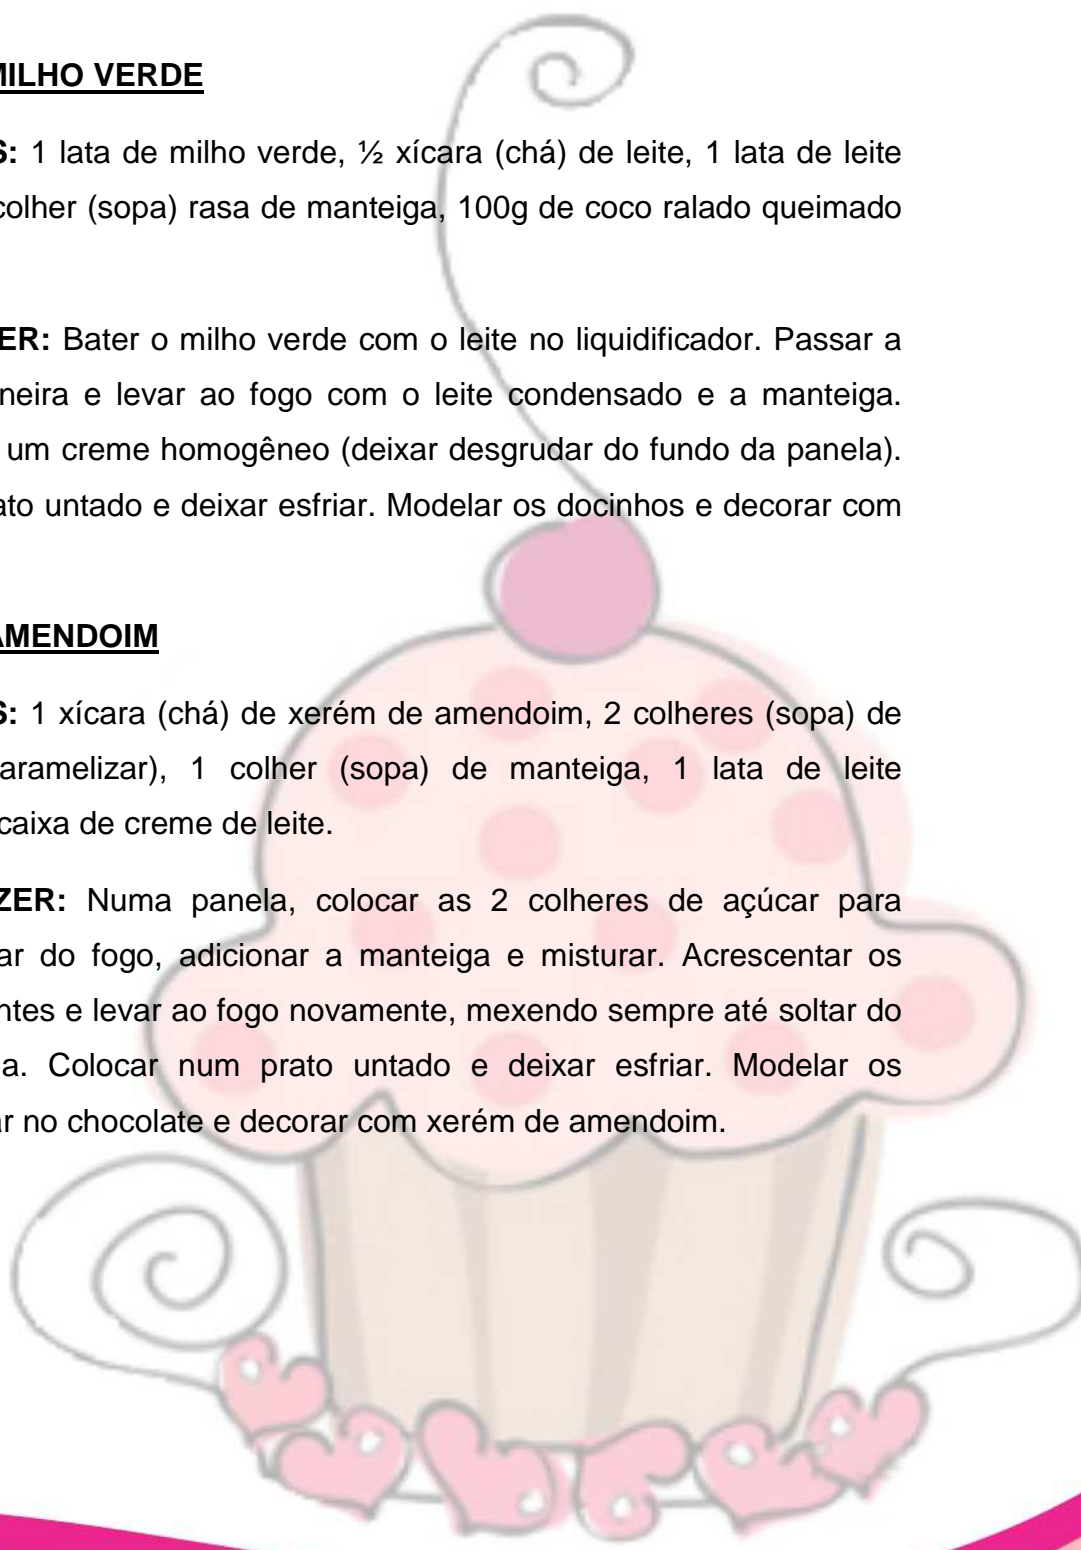 MILHO VERDE
S: 1 lata de milho verde, ½ xícara (chá) de leite, 1 lata de leite
colher (sopa) rasa de manteiga, 100g de coco ralado queimado
ER: Bater o milho verde com o leite no liquidificador. Passar a
neira e levar ao fogo com o leite condensado e a manteiga.
um creme homogêneo (deixar desgrudar do fundo da panela).
ato untado e deixar esfriar. Modelar os docinhos e decorar com
AMENDOIM
S: 1 xícara (chá) de xerém de amendoim, 2 colheres (sopa) de
aramelizar), 1 colher (sopa) de manteiga, 1 lata de leite
caixa de creme de leite.
ZER: Numa panela, colocar as 2 colheres de açúcar para
ar do fogo, adicionar a manteiga e misturar. Acrescentar os
ntes e levar ao fogo novamente, mexendo sempre até soltar do
a. Colocar num prato untado e deixar esfriar. Modelar os
ar no chocolate e decorar com xerém de amendoim.